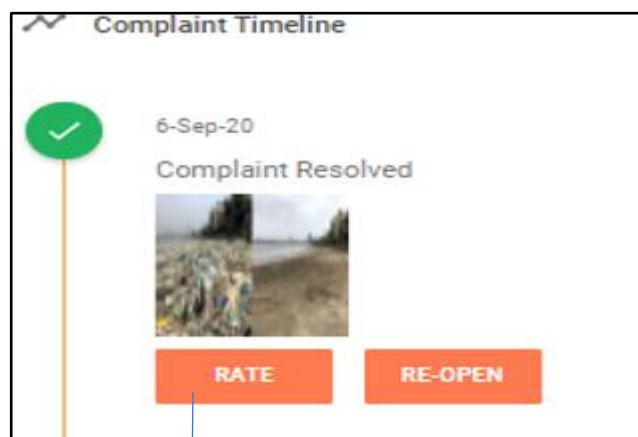 Complaint Timeline
6-Sep-20
Complaint Resolved
RATE
RE-OPEN